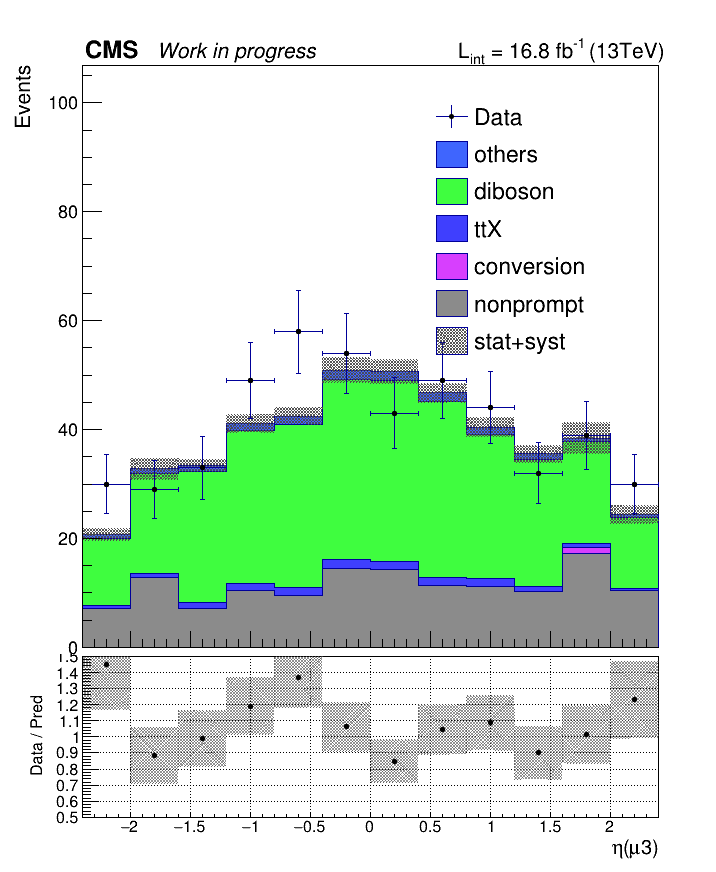 CMS Work in progress L_int = 16.8 fb^-1 (13TeV)
Events
100
80
60
40
20
0
Data
others
diboson
ttX
conversion
nonprompt
stat+syst
Data / Pred
1.5
1.4
1.3
1.2
1.1
1
0.9
0.8
0.7
0.6
0.5
−2 −1.5 −1 −0.5 0 0.5 1 1.5 2
η(μ3)